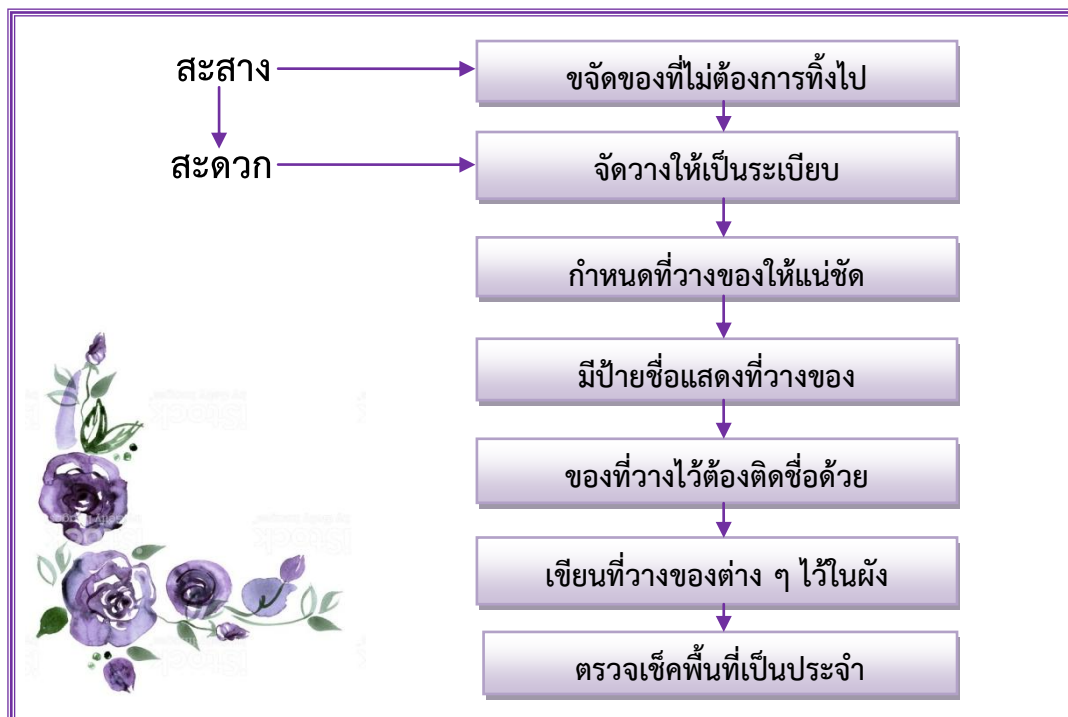 สะสาง
ขจัดของที่ไม่ต้องการทิ้งไป
สะดวก
จัดวางให้เป็นระเบียบ
กำหนดที่วางของให้แน่ชัด
มีป้ายชื่อแสดงที่วางของ
ของที่วางไว้ต้องติดชื่อด้วย
เขียนที่วางของต่าง ๆ ไว้ในผัง
ตรวจเช็คพื้นที่เป็นประจำ